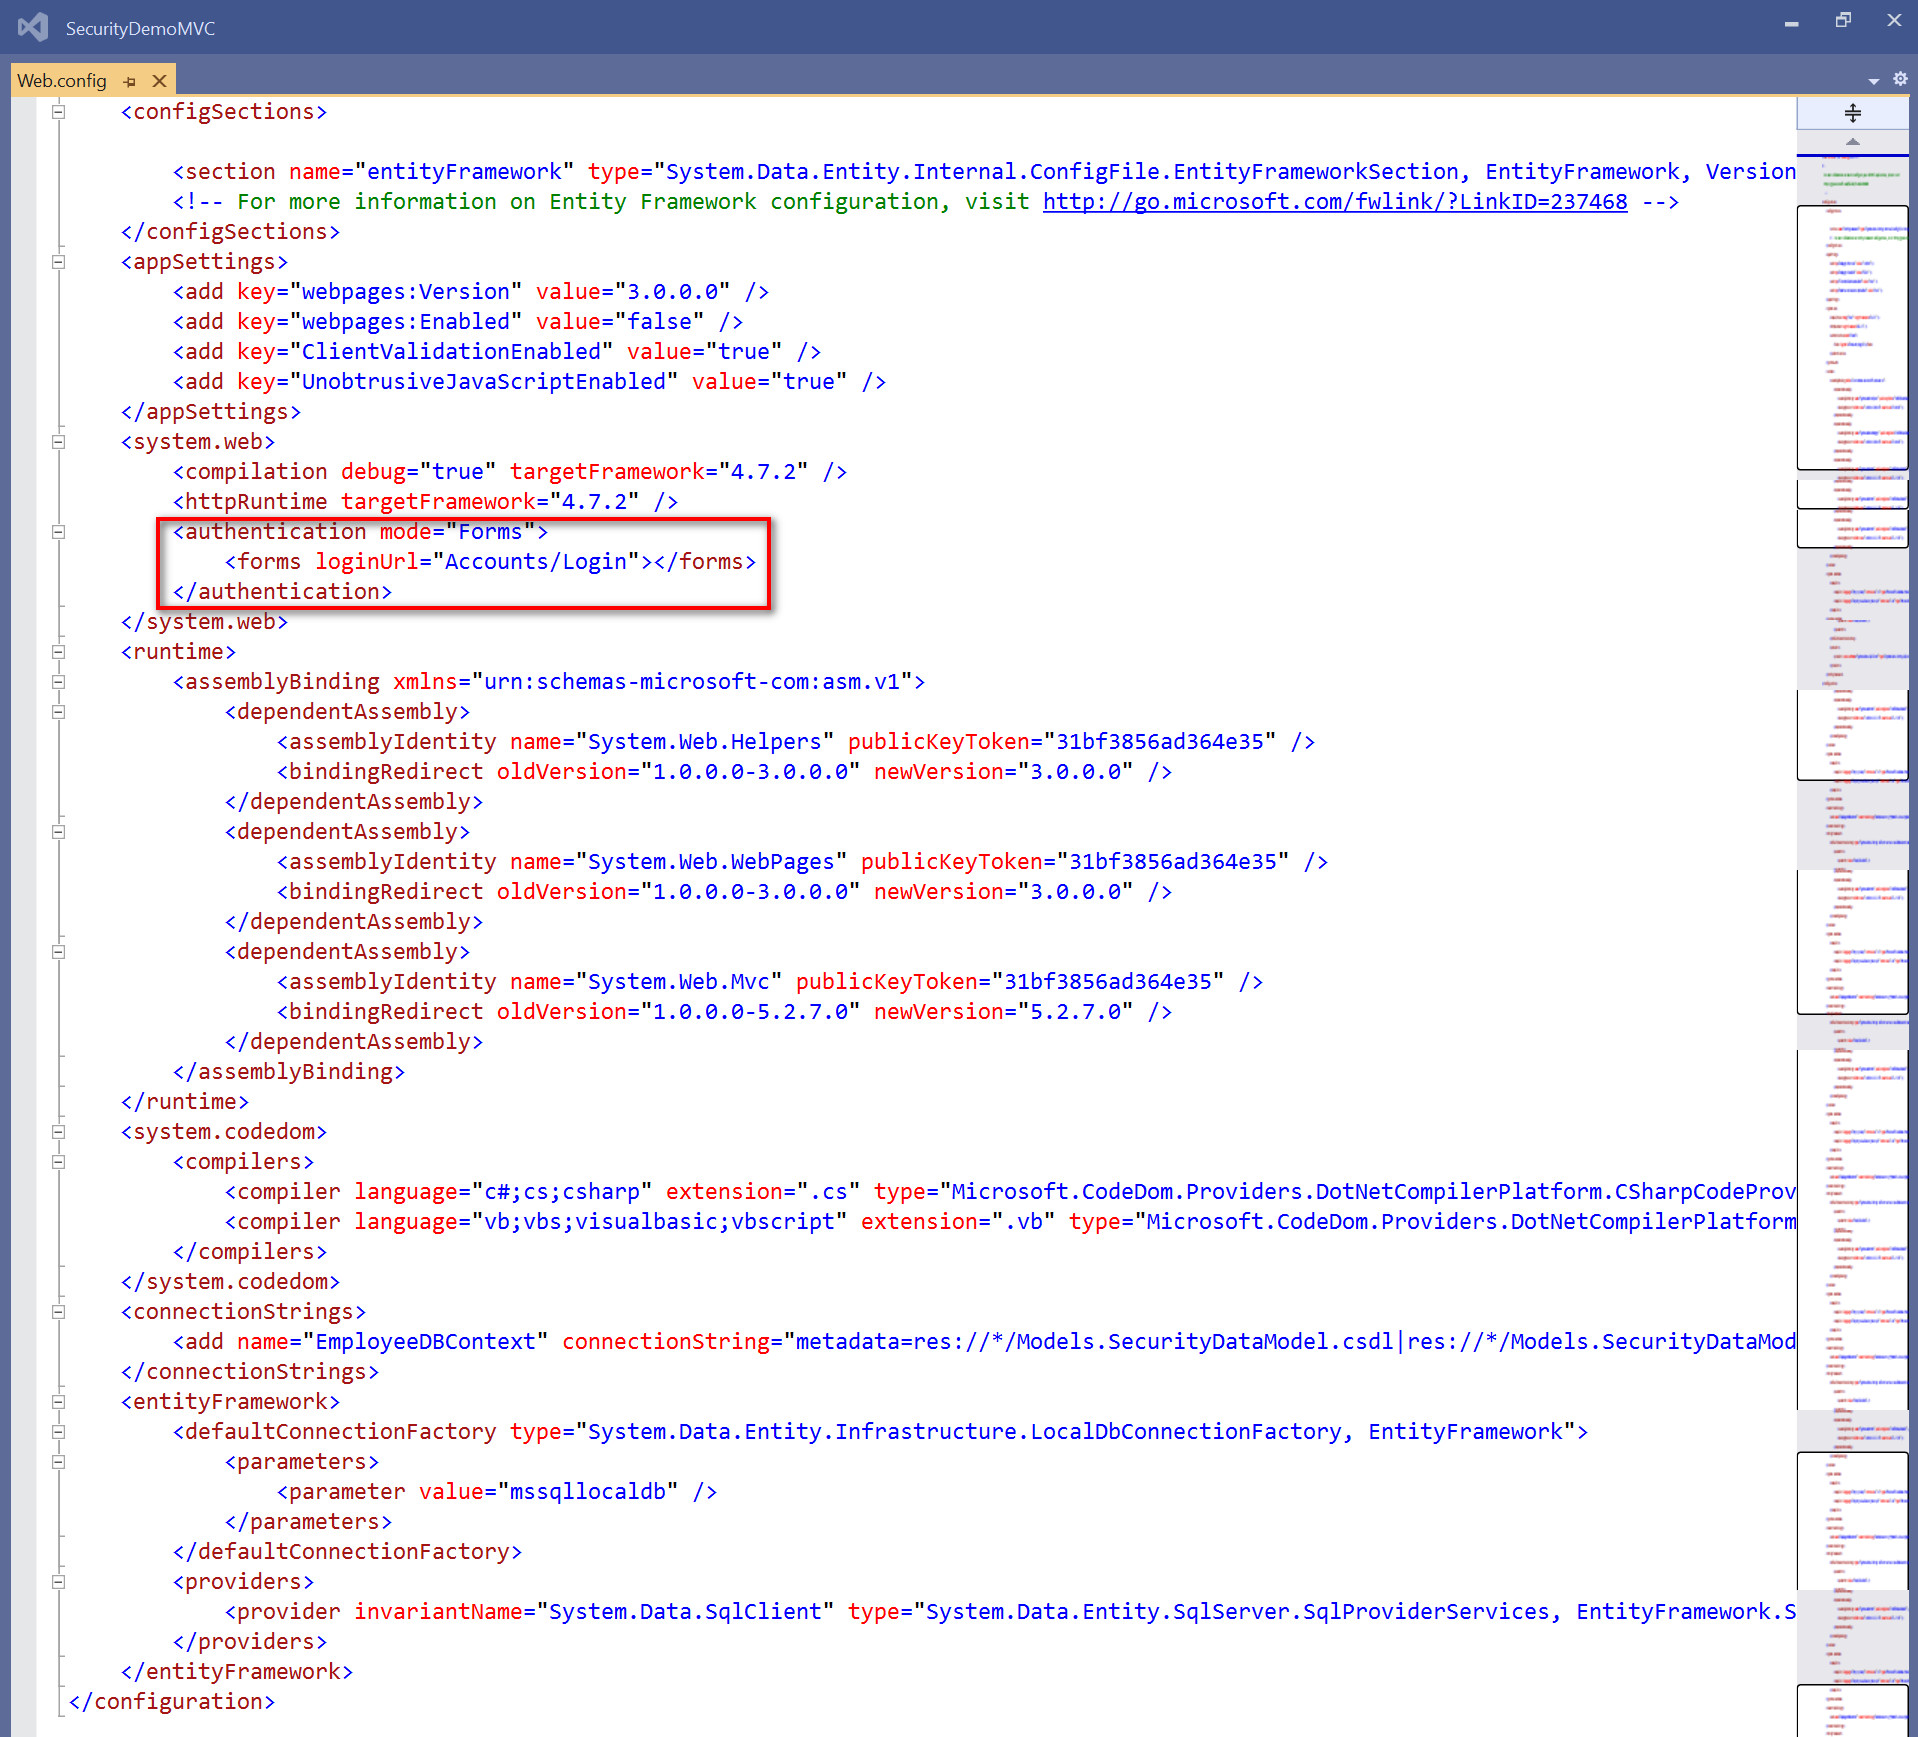 SecurityDemoMVC
Web.config
<configSections>
<section name="entityFramework" type="System.Data.Entity.Internal.ConfigFile.EntityFrameworkSection, EntityFramework, Version
<!-- For more information on Entity Framework configuration, visit http://go.microsoft.com/fwlink/?LinkID=237468 -->
</configSections>
<appSettings>
<add key="webpages:Version" value="3.0.0.0" />
<add key="webpages:Enabled" value="false" />
<add key="ClientValidationEnabled" value="true" />
<add key="UnobtrusiveJavaScriptEnabled" value="true" />
</appSettings>
<system.web>
<compilation debug="true" targetFramework="4.7.2" />
<httpRuntime targetFramework="4.7.2" />
<authentication mode="Forms">
<forms loginUrl="Accounts/Login"></forms>
</authentication>
</system.web>
<runtime>
<assemblyBinding xmlns="urn:schemas-microsoft-com:asm.v1">
<dependentAssembly>
<assemblyIdentity name="System.Web.Helpers" publicKeyToken="31bf3856ad364e35" />
<bindingRedirect oldVersion="1.0.0.0-3.0.0.0" newVersion="3.0.0.0" />
</dependentAssembly>
<dependentAssembly>
<assemblyIdentity name="System.Web.WebPages" publicKeyToken="31bf3856ad364e35" />
<bindingRedirect oldVersion="1.0.0.0-3.0.0.0" newVersion="3.0.0.0" />
</dependentAssembly>
<dependentAssembly>
<assemblyIdentity name="System.Web.Mvc" publicKeyToken="31bf3856ad364e35" />
<bindingRedirect oldVersion="1.0.0.0-5.2.7.0" newVersion="5.2.7.0" />
</dependentAssembly>
</assemblyBinding>
</runtime>
<system.codedom>
<compilers>
<compiler language="c#;cs;csharp" extension=".cs" type="Microsoft.CodeDom.Providers.DotNetCompilerPlatform.CSharpCodeProv
<compiler language="vb;vbs;visualbasic;vbscript" extension=".vb" type="Microsoft.CodeDom.Providers.DotNetCompilerPlatform
</compilers>
</system.codedom>
<connectionStrings>
<add name="EmployeeDBContext" connectionString="metadata=res://*/Models.SecurityDataModel.csdl|res://*/Models.SecurityDataMod
</connectionStrings>
<entityFramework>
<defaultConnectionFactory type="System.Data.Entity.Infrastructure.LocalDbConnectionFactory, EntityFramework">
<parameters>
<parameter value="mssqllocaldb" />
</parameters>
</defaultConnectionFactory>
<providers>
<provider invariantName="System.Data.SqlClient" type="System.Data.Entity.SqlServer.SqlProviderServices, EntityFramework.S
</providers>
</entityFramework>
</configuration>